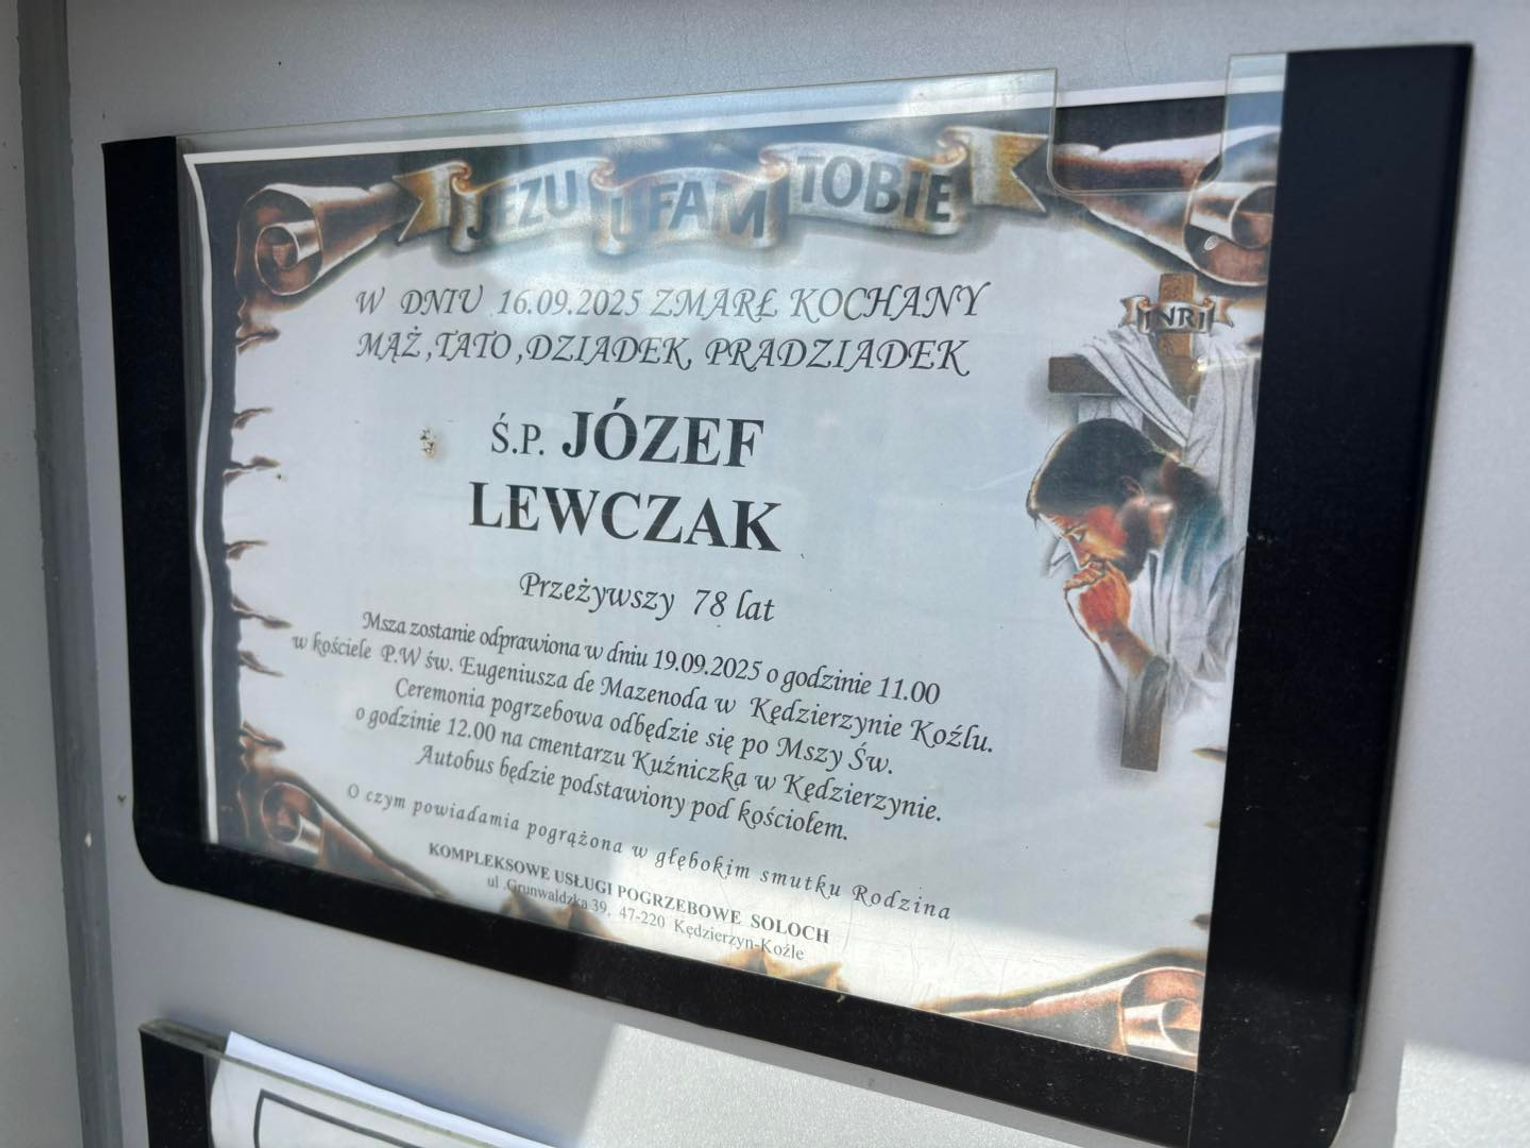 JEZU UFAM TOBIE
W DNIU 16.09.2025 ZMARŁ KOCHANY
MĄŻ ,TATO ,DZIADEK, PRADZIADEK
INRI
Ś.P. JÓZEF
LEWCZAK
Przeżywszy 78 lat
Msza zostanie odprawiona w dniu 19.09.2025 o godzinie 11.00
w kościele P.W św. Eugeniusza de Mazenoda w Kędzierzynie Koźlu.
Ceremonia pogrzebowa odbędzie się po Mszy Św.
o godzinie 12.00 na cmentarzu Kuźniczka w Kędzierzynie.
Autobus będzie podstawiony pod kościołem.
O czym powiadamia pogrążona w głębokim smutku Rodzina
KOMPLEKSOWE USŁUGI POGRZEBOWE SOLOCH
ul .Grunwaldzka 39, 47-220 Kędzierzyn-Koźle